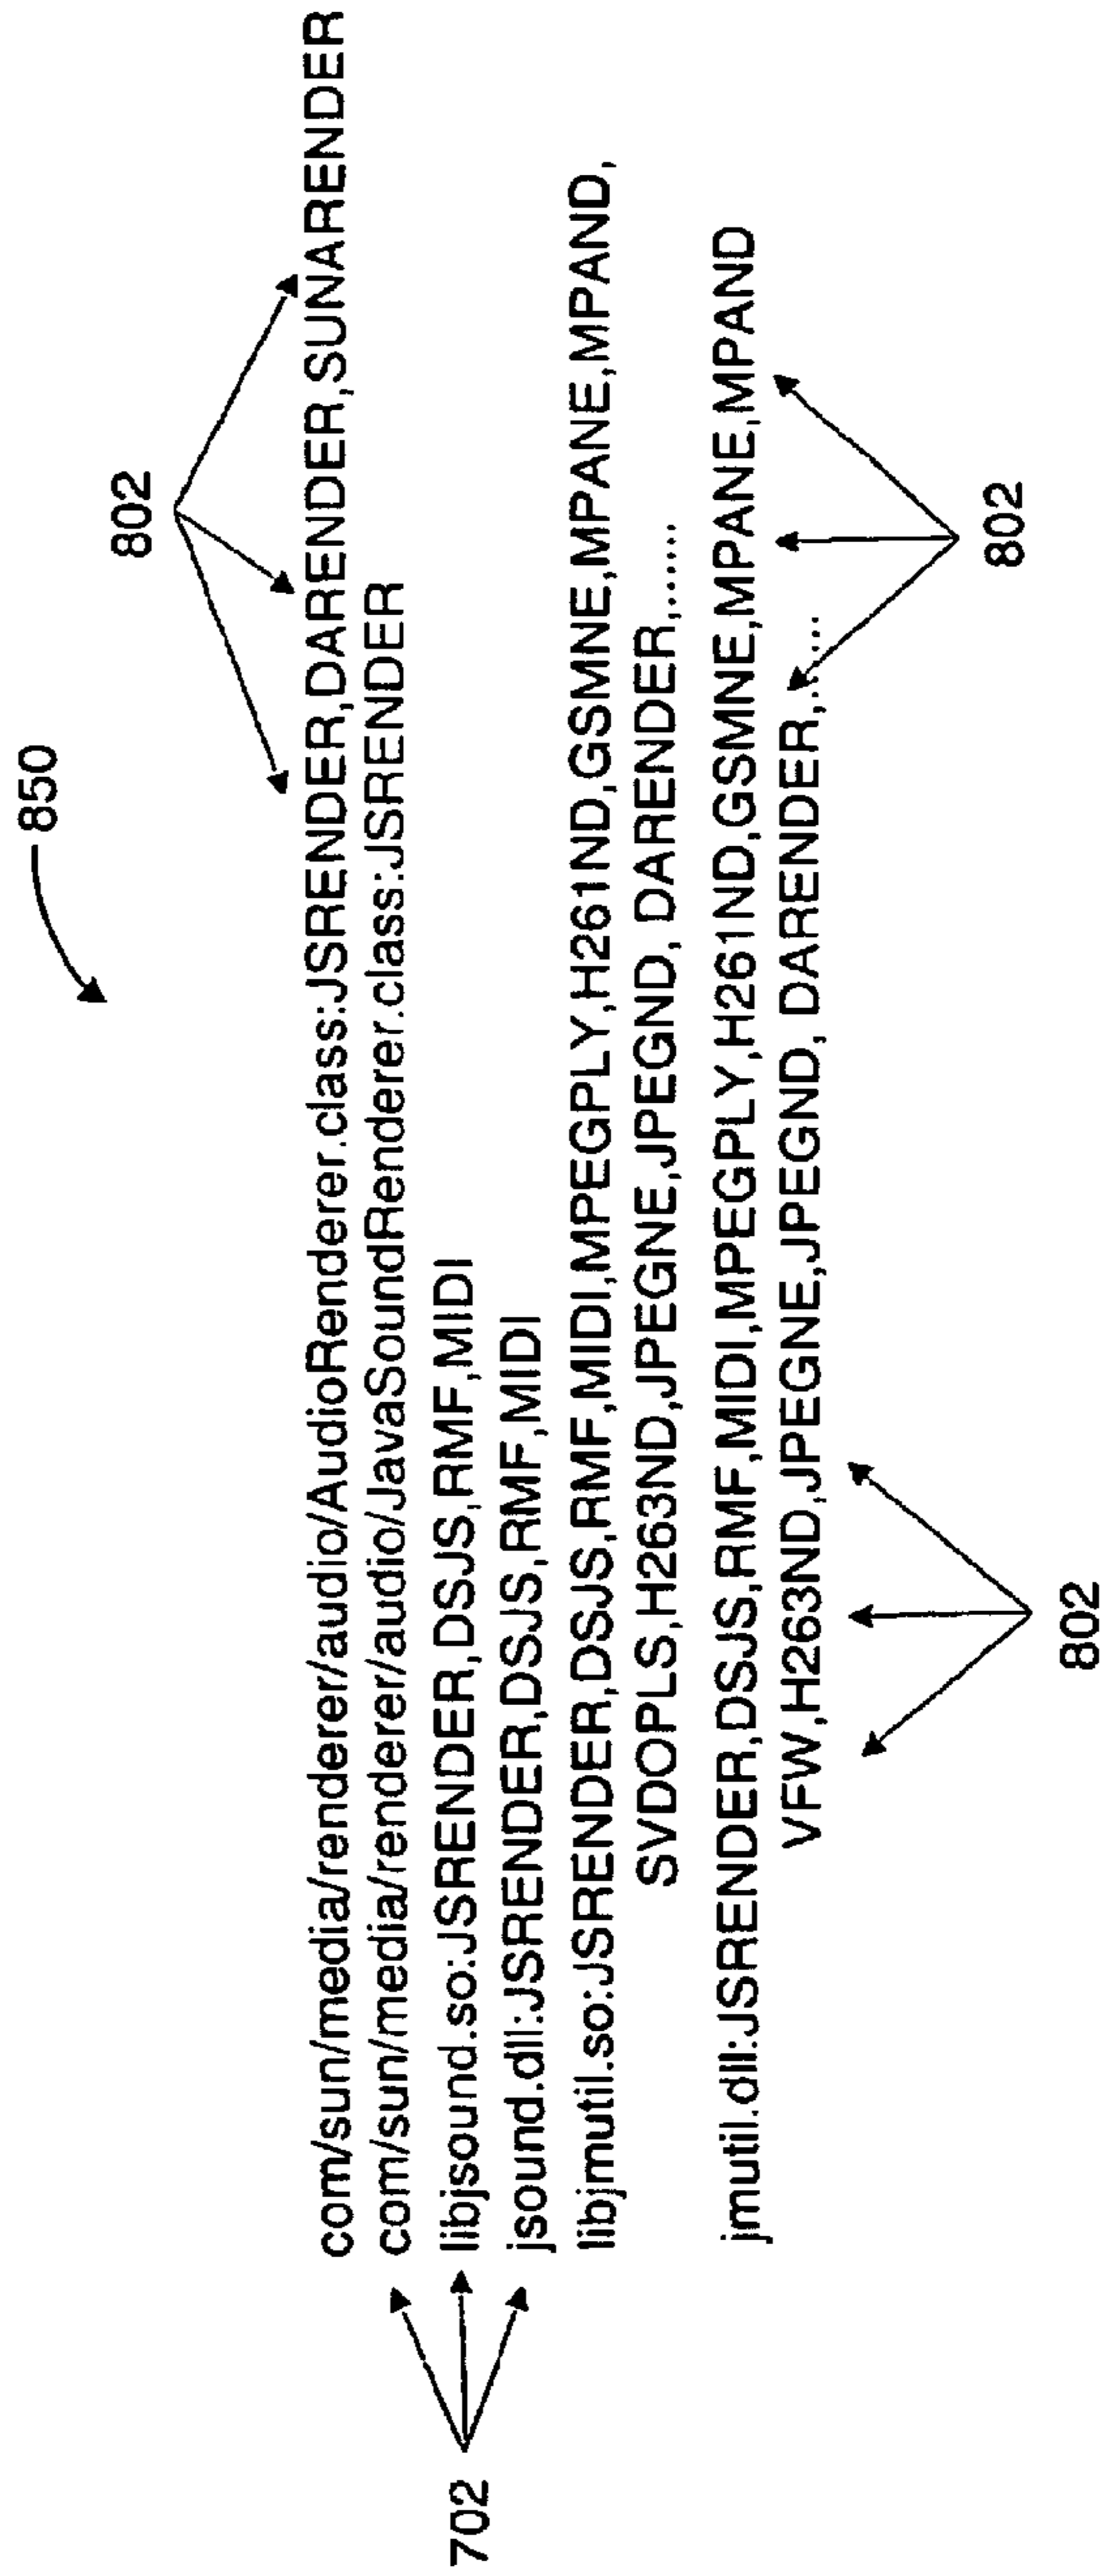 850
802
com/sun/media/renderer/audio/AudioRenderer.class:JSRENDER,DARENDER,SUNARENDER
com/sun/media/renderer/audio/JavaSoundRenderer.class:JSRENDER
702
libjsound.so:JSRENDER,DSJS,RMF,MIDI
jsound.dll:JSRENDER,DSJS,RMF,MIDI
libjmutil.so:JSRENDER,DSJS,RMF,MIDI,MPEGPLY,H261ND,GSMNE,MPANE,MPAND,
SVDOPLS,H263ND,JPEGNE,JPEGND, DARENDER,.......
jmutil.dll:JSRENDER,DSJS,RMF,MIDI,MPEGPLY,H261ND,GSMNE,MPANE,MPAND
VFW,H263ND,JPEGNE,JPEGND, DARENDER,......
802
802